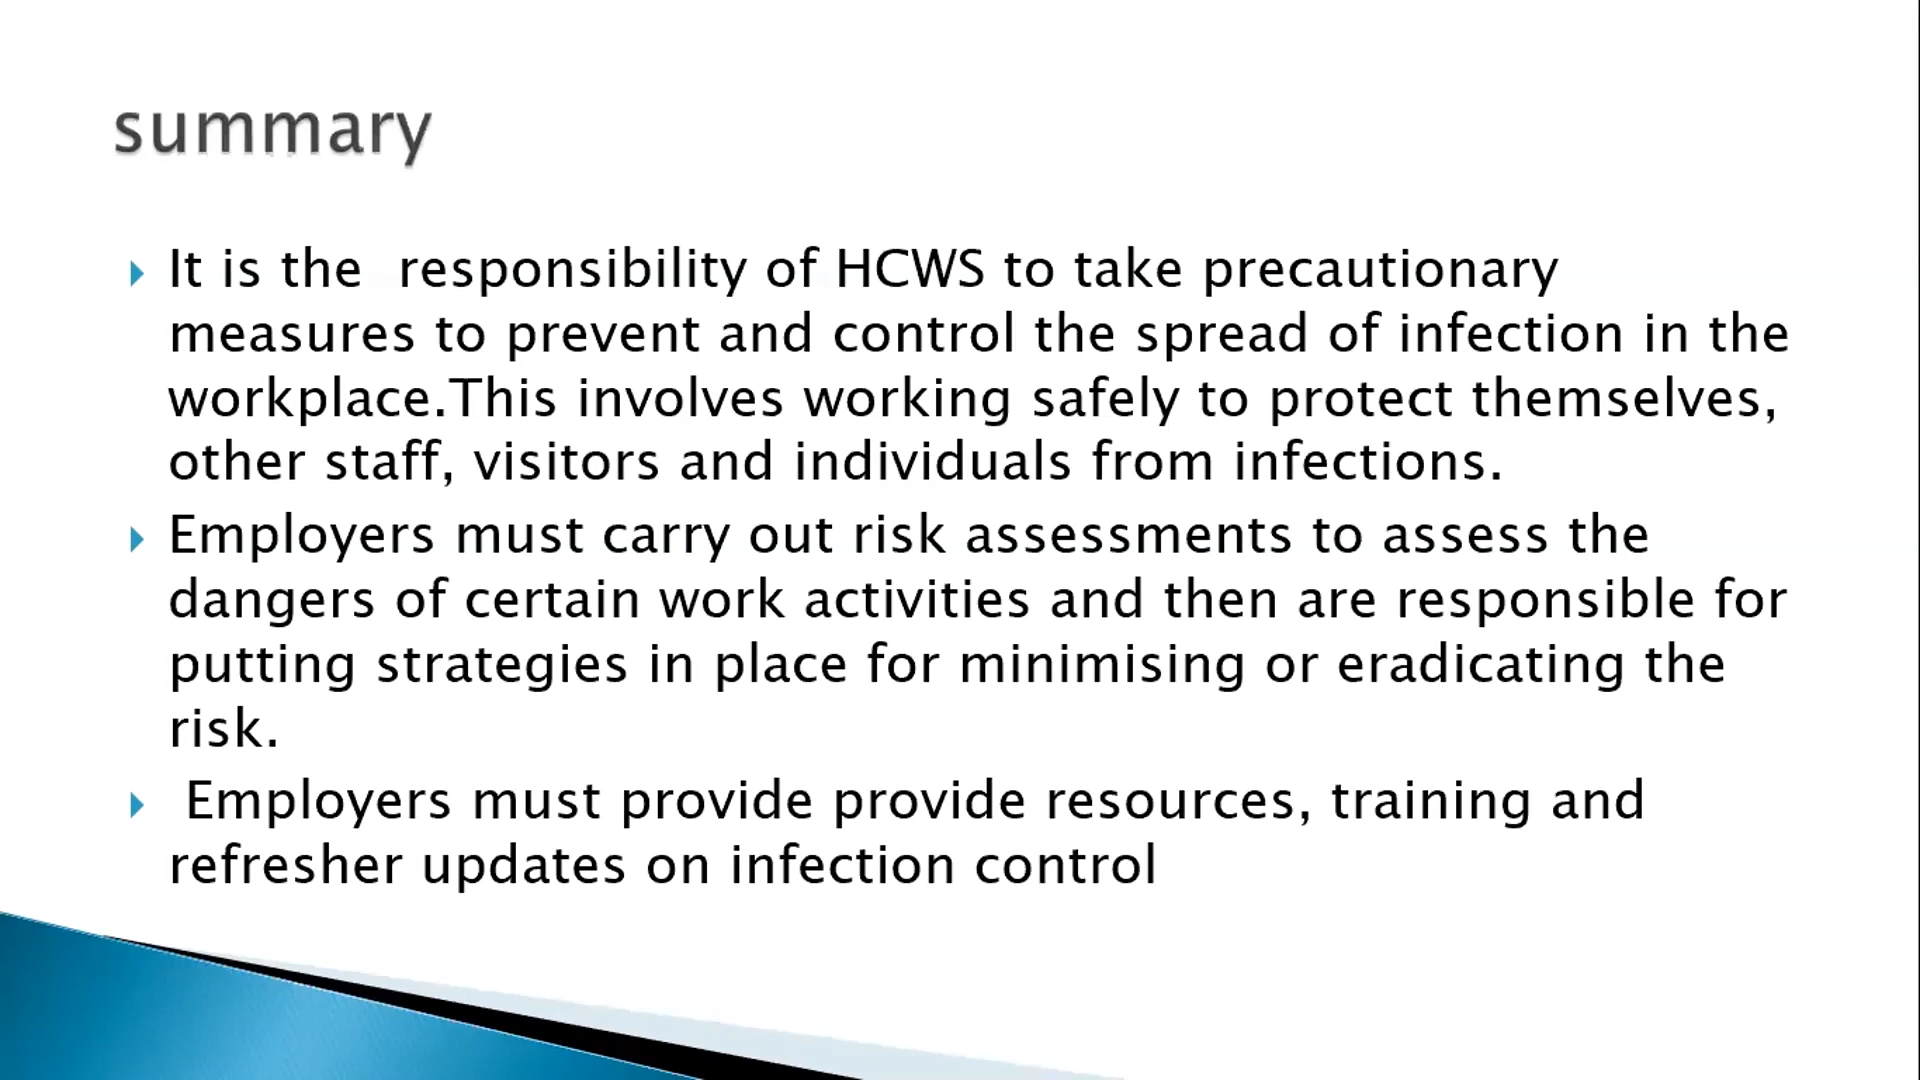 summary
It is the  responsibility of HCWS to take precautionary
measures to prevent and control the spread of infection in the
workplace.This involves working safely to protect themselves,
other staff, visitors and individuals from infections.
Employers must carry out risk assessments to assess the
dangers of certain work activities and then are responsible for
putting strategies in place for minimising or eradicating the
risk.
Employers must provide provide resources, training and
refresher updates on infection control